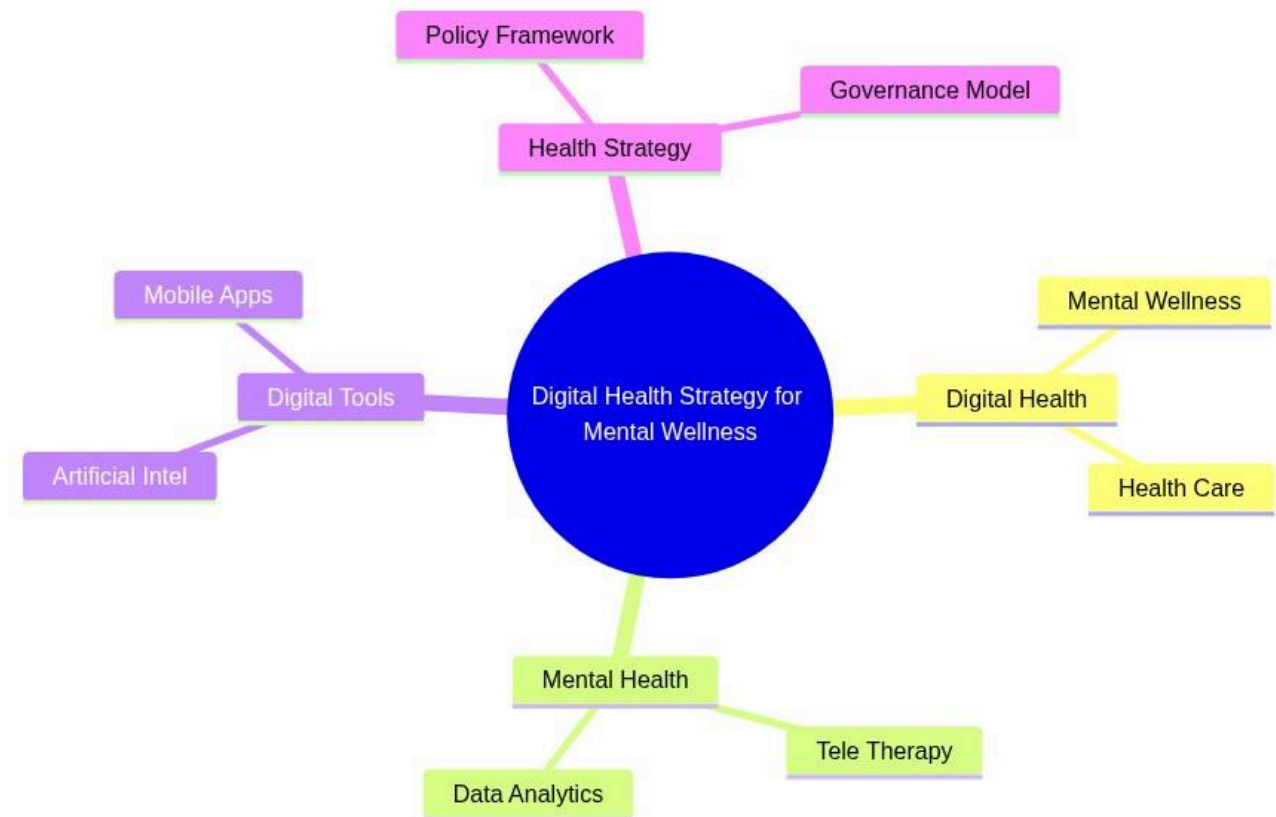 Policy Framework
Governance Model
Health Strategy
Mobile Apps
Mental Wellness
Digital Tools
Digital Health Strategy for
Mental Wellness
Digital Health
Artificial Intel
Health Care
Mental Health
Tele Therapy
Data Analytics